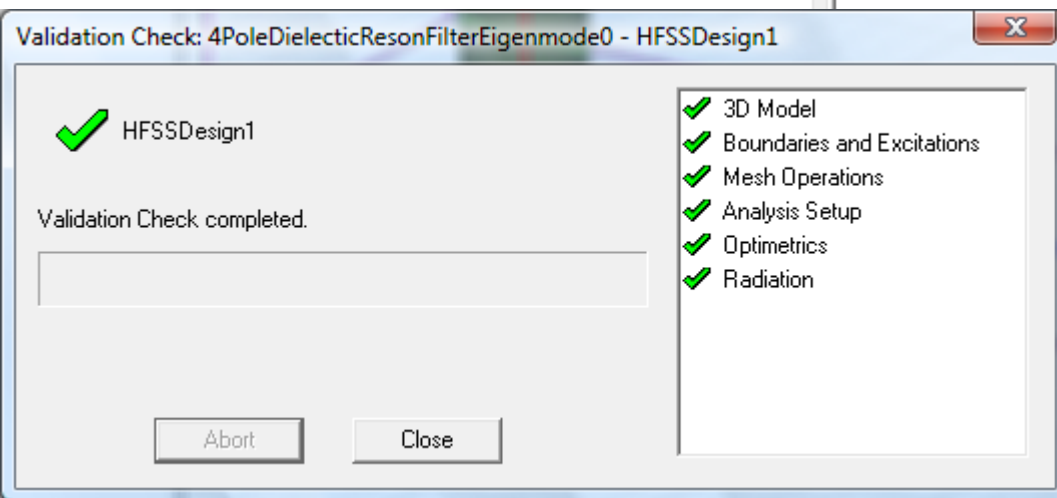 Validation Check: 4PoleDielecticResonFilterEigenmode0 - HFSSDesign1
HFSSDesign1
Validation Check completed.
Abort
Close
3D Model
Boundaries and Excitations
Mesh Operations
Analysis Setup
Optimetrics
Radiation